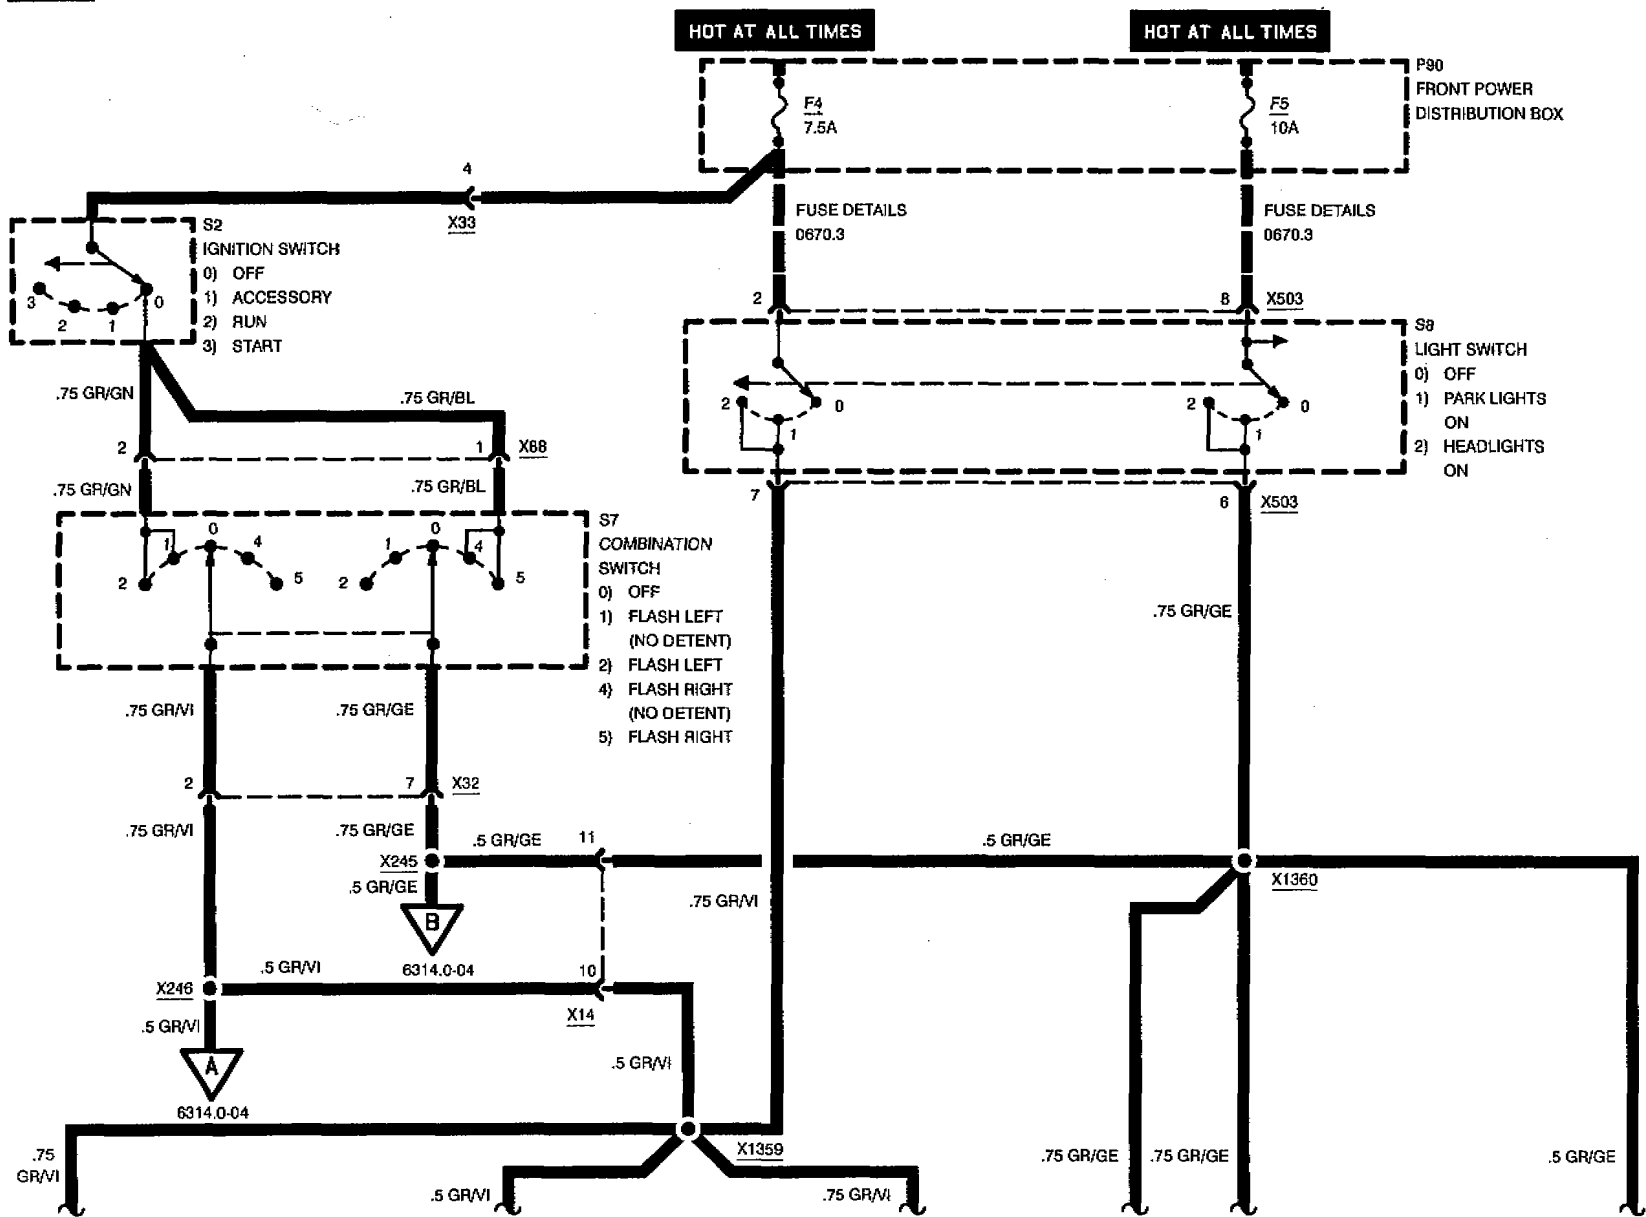 HOT AT ALL TIMES
HOT AT ALL TIMES
P90
FRONT POWER
DISTRIBUTION BOX
F4
7.5A
F5
10A
4
X33
FUSE DETAILS
0670.3
FUSE DETAILS
0670.3
S2
IGNITION SWITCH
0) OFF
1) ACCESSORY
2) RUN
3) START
3
2
1
0
2
8
X503
S8
LIGHT SWITCH
0) OFF
1) PARK LIGHTS
ON
2) HEADLIGHTS
ON
2
0
1
2
0
1
7
6
X503
.75 GR/GN
.75 GR/BL
2
1
X68
.75 GR/GN
.75 GR/BL
S7
COMBINATION
SWITCH
0) OFF
1) FLASH LEFT
(NO DETENT)
2) FLASH LEFT
4) FLASH RIGHT
(NO DETENT)
5) FLASH RIGHT
2
1
0
4
5
2
1
0
4
5
.75 GR/GE
.75 GR/VI
.75 GR/GE
2
7
X32
.75 GR/VI
.75 GR/GE
.5 GR/GE
11
.5 GR/GE
X245
X1360
.5 GR/GE
.75 GR/VI
B
6314.0-04
.5 GR/VI
10
X246
X14
.5 GR/VI
A
6314.0-04
.5 GR/VI
X1359
.75
GR/VI
.5 GR/VI
.75 GR/VI
.75 GR/GE
.75 GR/GE
.5 GR/GE